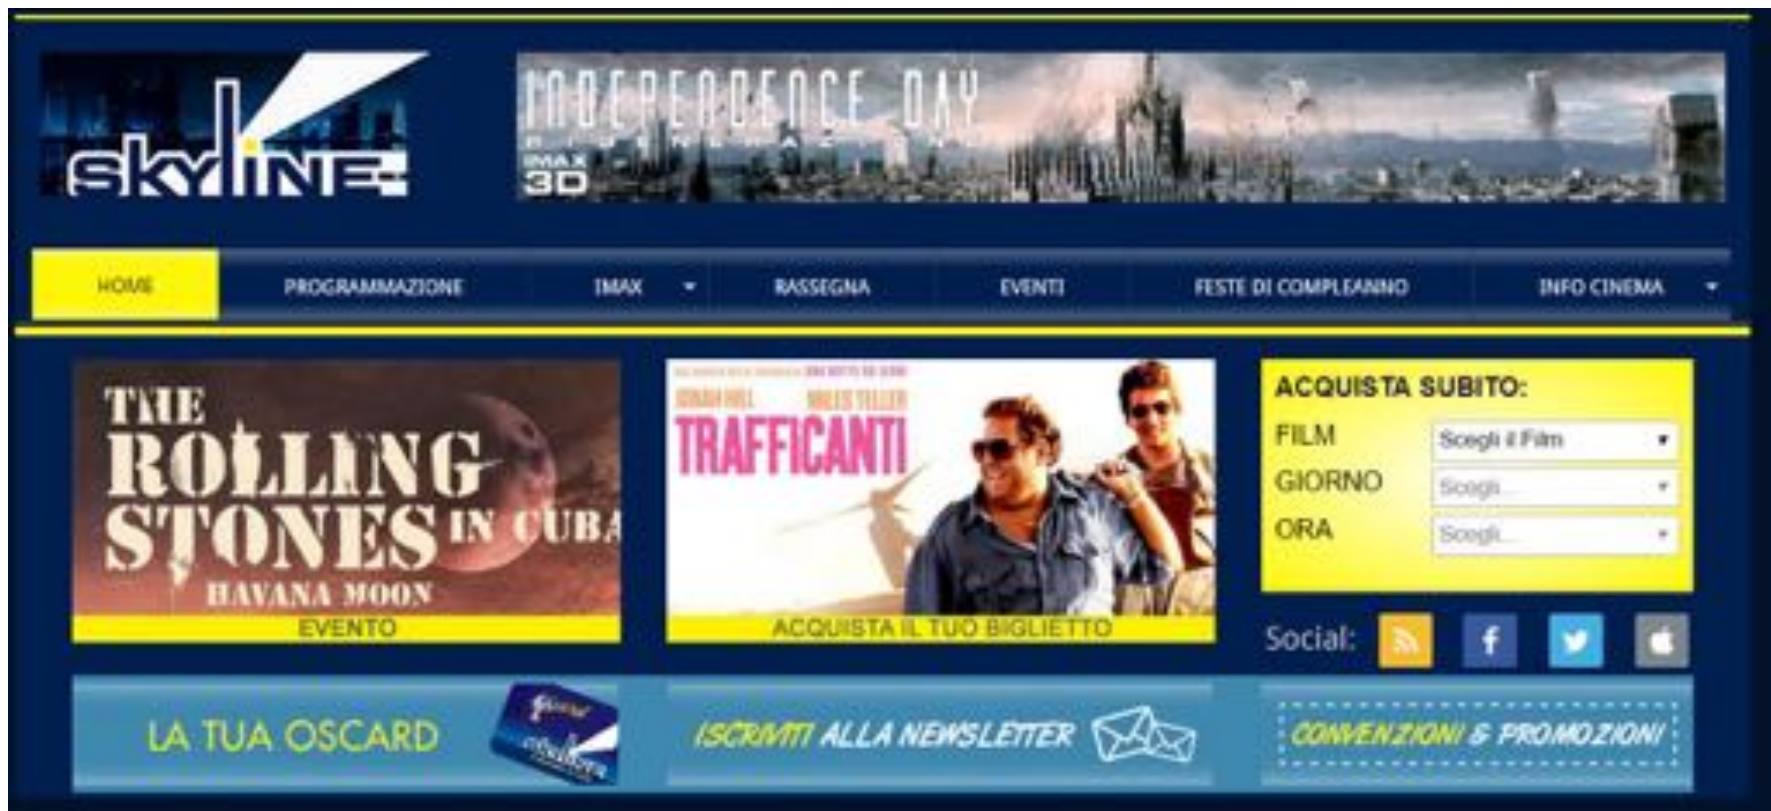 skyline
INDEPENDENCE DAY
IMAX
3D
HOME
PROGRAMMAZIONE
IMAX
RASSEGNA
EVENTI
FESTE DI COMPLEANNO
INFO CINEMA
THE
ROLLING
STONES IN CUBA
HAVANA MOON
EVENTO
JONAH HILL MILES TELLER
TRAFFICANTI
ACQUISTA IL TUO BIGLIETTO
ACQUISTA SUBITO:
FILM Scegli il Film
GIORNO Scegli...
ORA Scegli...
Social:
LA TUA OSCARD
ISCRIVITI ALLA NEWSLETTER
CONVENZIONI & PROMOZIONI